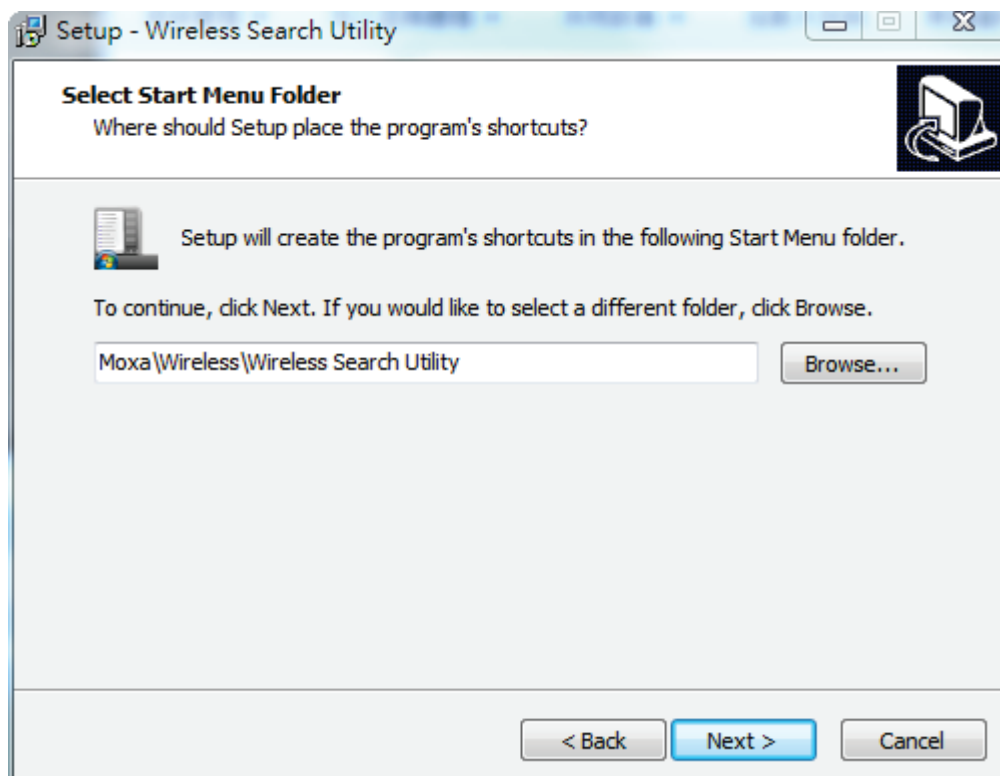 Setup - Wireless Search Utility
Select Start Menu Folder
Where should Setup place the program's shortcuts?
Setup will create the program's shortcuts in the following Start Menu folder.
To continue, click Next. If you would like to select a different folder, click Browse.
Moxa\Wireless\Wireless Search Utility
Browse...
< Back
Next >
Cancel